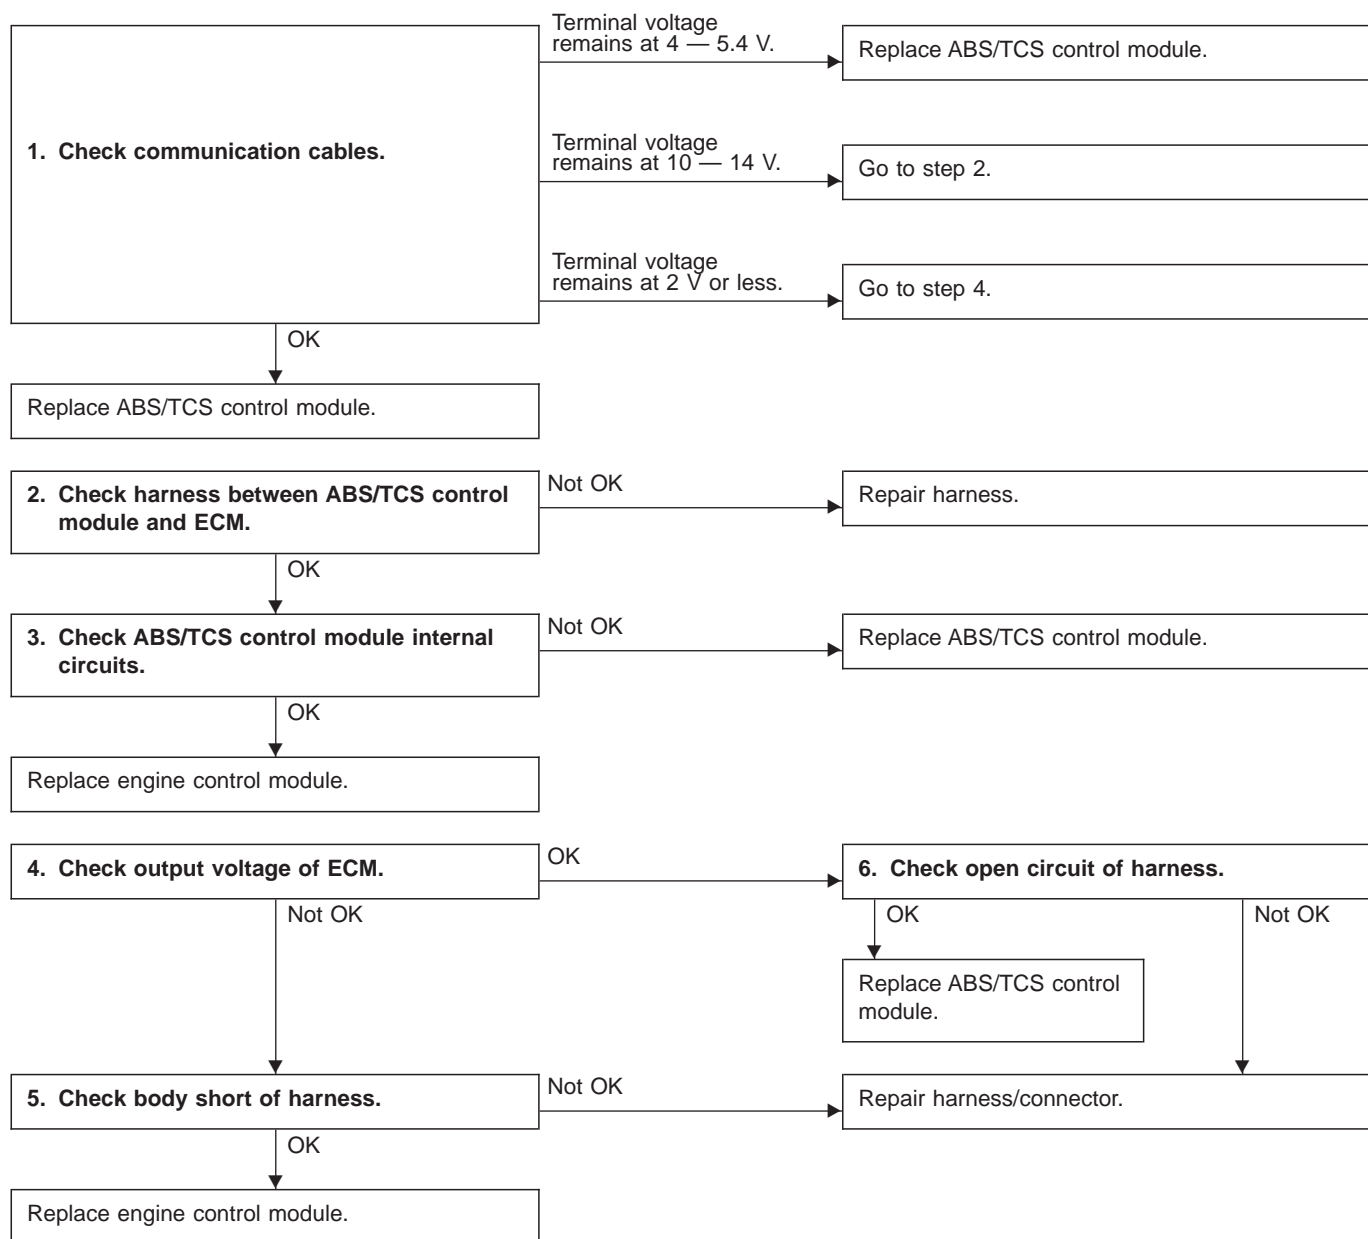 Terminal voltage
remains at 4 — 5.4 V.
Replace ABS/TCS control module.
1. Check communication cables.
Terminal voltage
remains at 10 — 14 V.
Go to step 2.
Terminal voltage
remains at 2 V or less.
Go to step 4.
OK
Replace ABS/TCS control module.
2. Check harness between ABS/TCS control
module and ECM.
Not OK
Repair harness.
OK
3. Check ABS/TCS control module internal
circuits.
Not OK
Replace ABS/TCS control module.
OK
Replace engine control module.
4. Check output voltage of ECM.
OK
6. Check open circuit of harness.
Not OK
OK
Not OK
Replace ABS/TCS control
module.
5. Check body short of harness.
Not OK
Repair harness/connector.
OK
Replace engine control module.